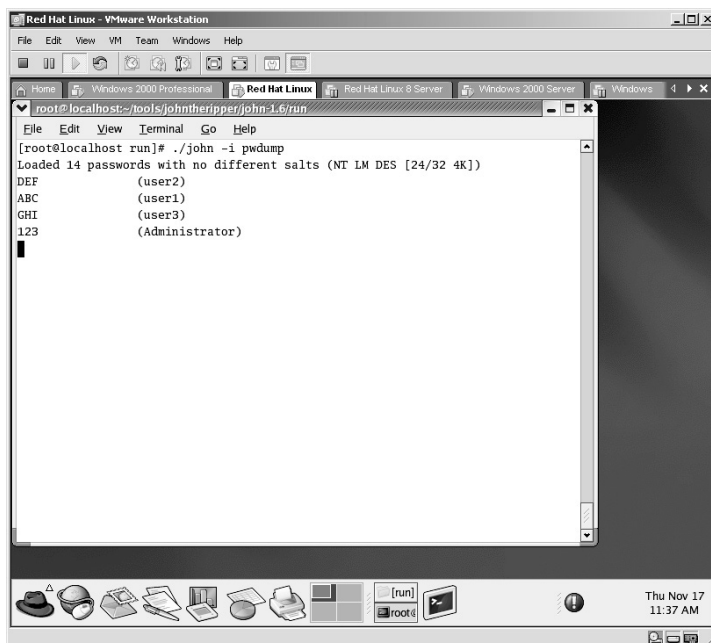 Red Hat Linux - VMware Workstation
File Edit View VM Team Windows Help
Home Windows 2000 Professional Red Hat Linux Red Hat Linux 8 Server Windows 2000 Server Windows
root@localhost:~/tools/johntheripper/john-1.6/run
File Edit View Terminal Go Help
[root@localhost run]# ./john -i pwdump
Loaded 14 passwords with no different salts (NT LM DES [24/32 4K])
DEF (user2)
ABC (user1)
GHI (user3)
123 (Administrator)
[run]
Thu Nov 17
root@
11:37 AM